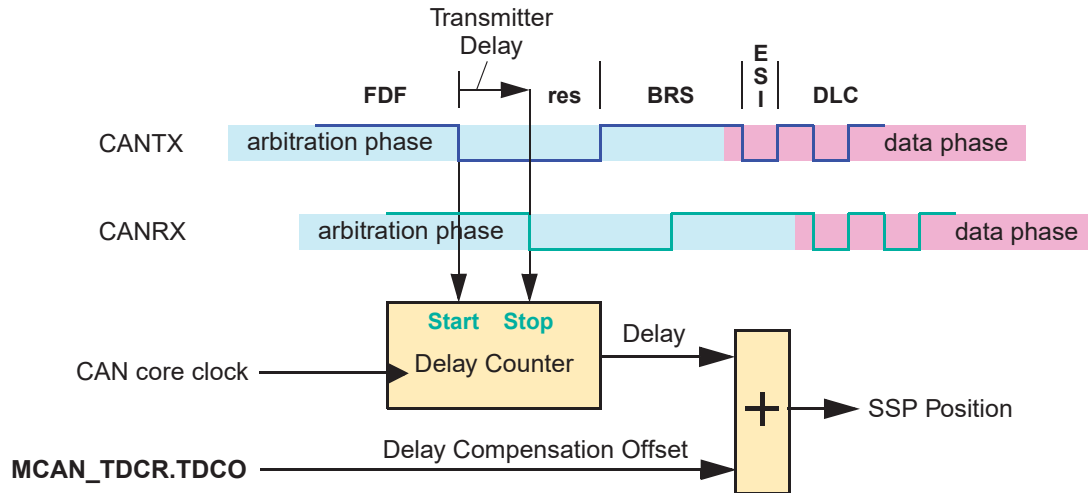 Transmitter
Delay
FDF
res
BRS
ESI
DLC
CANTX
arbitration phase
data phase
CANRX
arbitration phase
data phase
Start
Stop
Delay Counter
Delay
CAN core clock
SSP Position
+
Delay Compensation Offset
MCAN_TDCR.TDCO